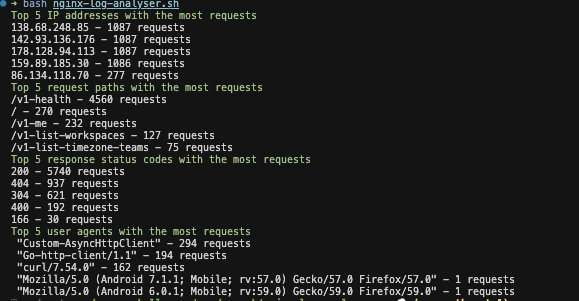 → bash nginx-log-analyser.sh
Top 5 IP addresses with the most requests
138.68.248.85 - 1087 requests
142.93.136.176 - 1087 requests
178.128.94.113 - 1087 requests
159.89.185.30 - 1086 requests
86.134.118.70 - 277 requests
Top 5 request paths with the most requests
/v1-health - 4560 requests
/ - 270 requests
/v1-me - 232 requests
/v1-list-workspaces - 127 requests
/v1-list-timezone-teams - 75 requests
Top 5 response status codes with the most requests
200 - 5740 requests
404 - 937 requests
304 - 621 requests
400 - 192 requests
166 - 30 requests
Top 5 user agents with the most requests
"Custom-AsyncHttpClient" - 294 requests
"Go-http-client/1.1" - 194 requests
"curl/7.54.0" - 162 requests
"Mozilla/5.0 (Android 7.1.1; Mobile; rv:57.0) Gecko/57.0 Firefox/57.0" - 1 requests
"Mozilla/5.0 (Android 6.0.1; Mobile; rv:59.0) Gecko/59.0 Firefox/59.0" - 1 requests